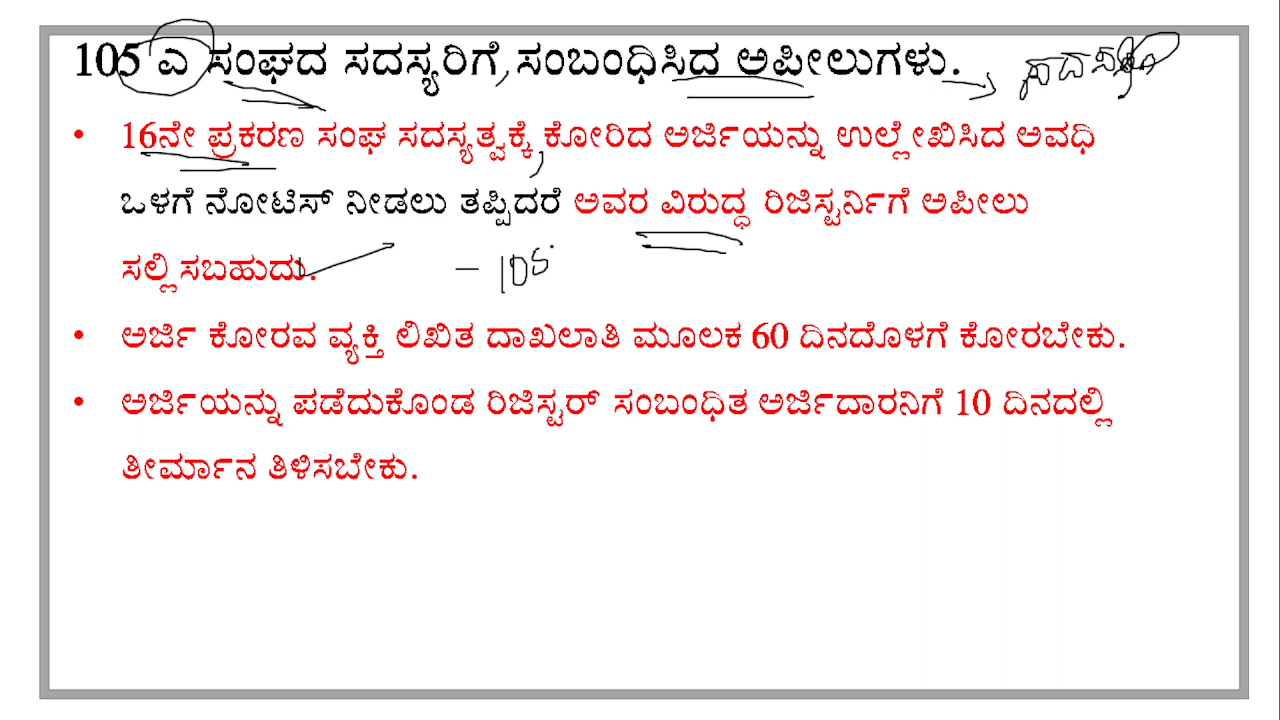 105 ಎ ಸಂಘದ ಸದಸ್ಯರಿಗೆ ಸಂಬಂಧಿಸಿದ ಅಪೀಲುಗಳು.
• 16ನೇ ಪ್ರಕರಣ ಸಂಘ ಸದಸ್ಯತ್ವಕ್ಕೆ ಕೋರಿದ ಅರ್ಜಿಯನ್ನು ಉಲ್ಲೇಖಿಸಿದ ಅವಧಿ
ಒಳಗೆ ನೋಟಿಸ್ ನೀಡಲು ತಪ್ಪಿದರೆ ಅವರ ವಿರುದ್ಧ ರಿಜಿಸ್ಟರ್ನಿಗೆ ಅಪೀಲು
ಸಲ್ಲಿಸಬಹುದು.
– 105
• ಅರ್ಜಿ ಕೋರವ ವ್ಯಕ್ತಿ ಲಿಖಿತ ದಾಖಲಾತಿ ಮೂಲಕ 60 ದಿನದೊಳಗೆ ಕೋರಬೇಕು.
• ಅರ್ಜಿಯನ್ನು ಪಡೆದುಕೊಂಡ ರಿಜಿಸ್ಟರ್ ಸಂಬಂಧಿತ ಅರ್ಜಿದಾರನಿಗೆ 10 ದಿನದಲ್ಲಿ
ತೀರ್ಮಾನ ತಿಳಿಸಬೇಕು.